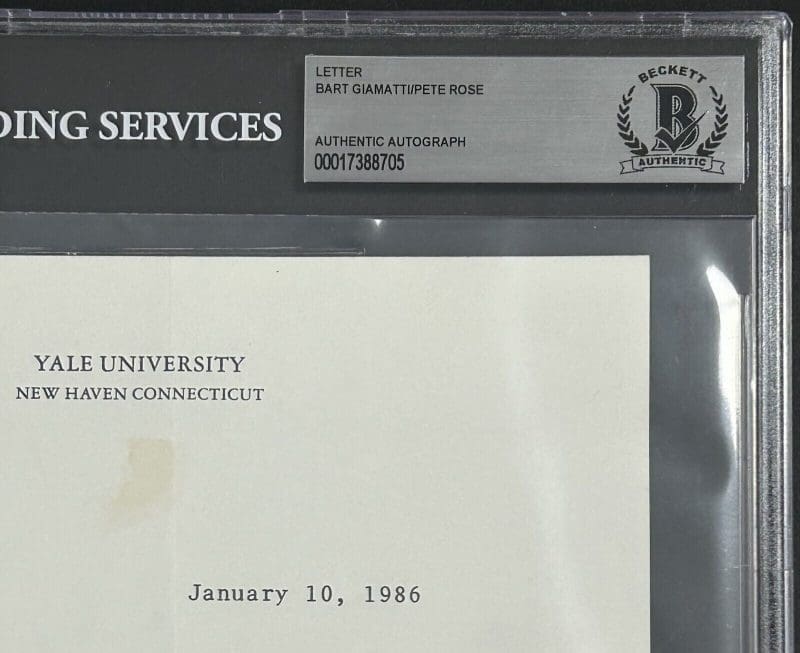 DING SERVICES
LETTER
BART GIAMATTI/PETE ROSE
AUTHENTIC AUTOGRAPH
00017388705
BECKETT
B
AUTHENTIC
YALE UNIVERSITY
NEW HAVEN CONNECTICUT
January 10, 1986